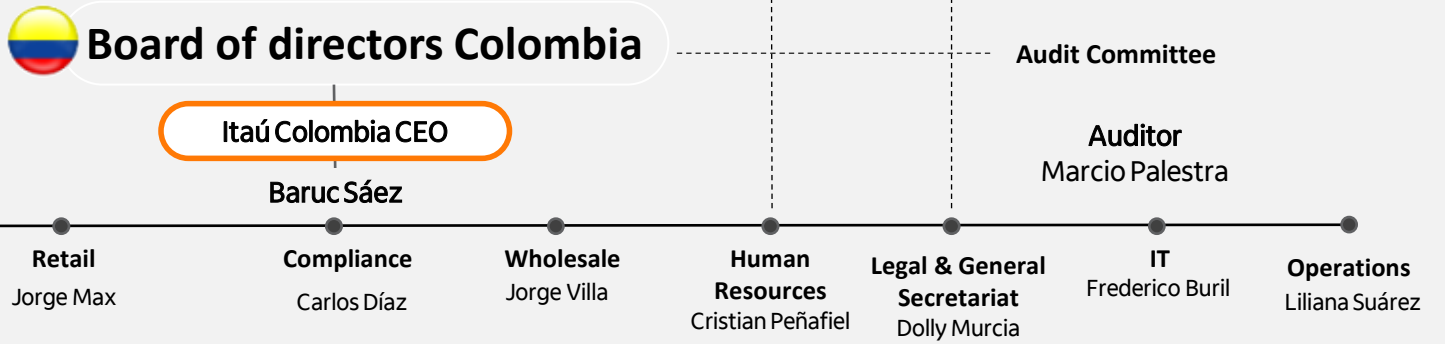 Board of directors Colombia
Audit Committee
Itaú Colombia CEO
Auditor
Marcio Palestra
Baruc Sáez
Retail
Jorge Max
Compliance
Carlos Díaz
Wholesale
Jorge Villa
Human
Resources
Cristian Peñafiel
Legal & General
Secretariat
Dolly Murcia
IT
Frederico Buril
Operations
Liliana Suárez